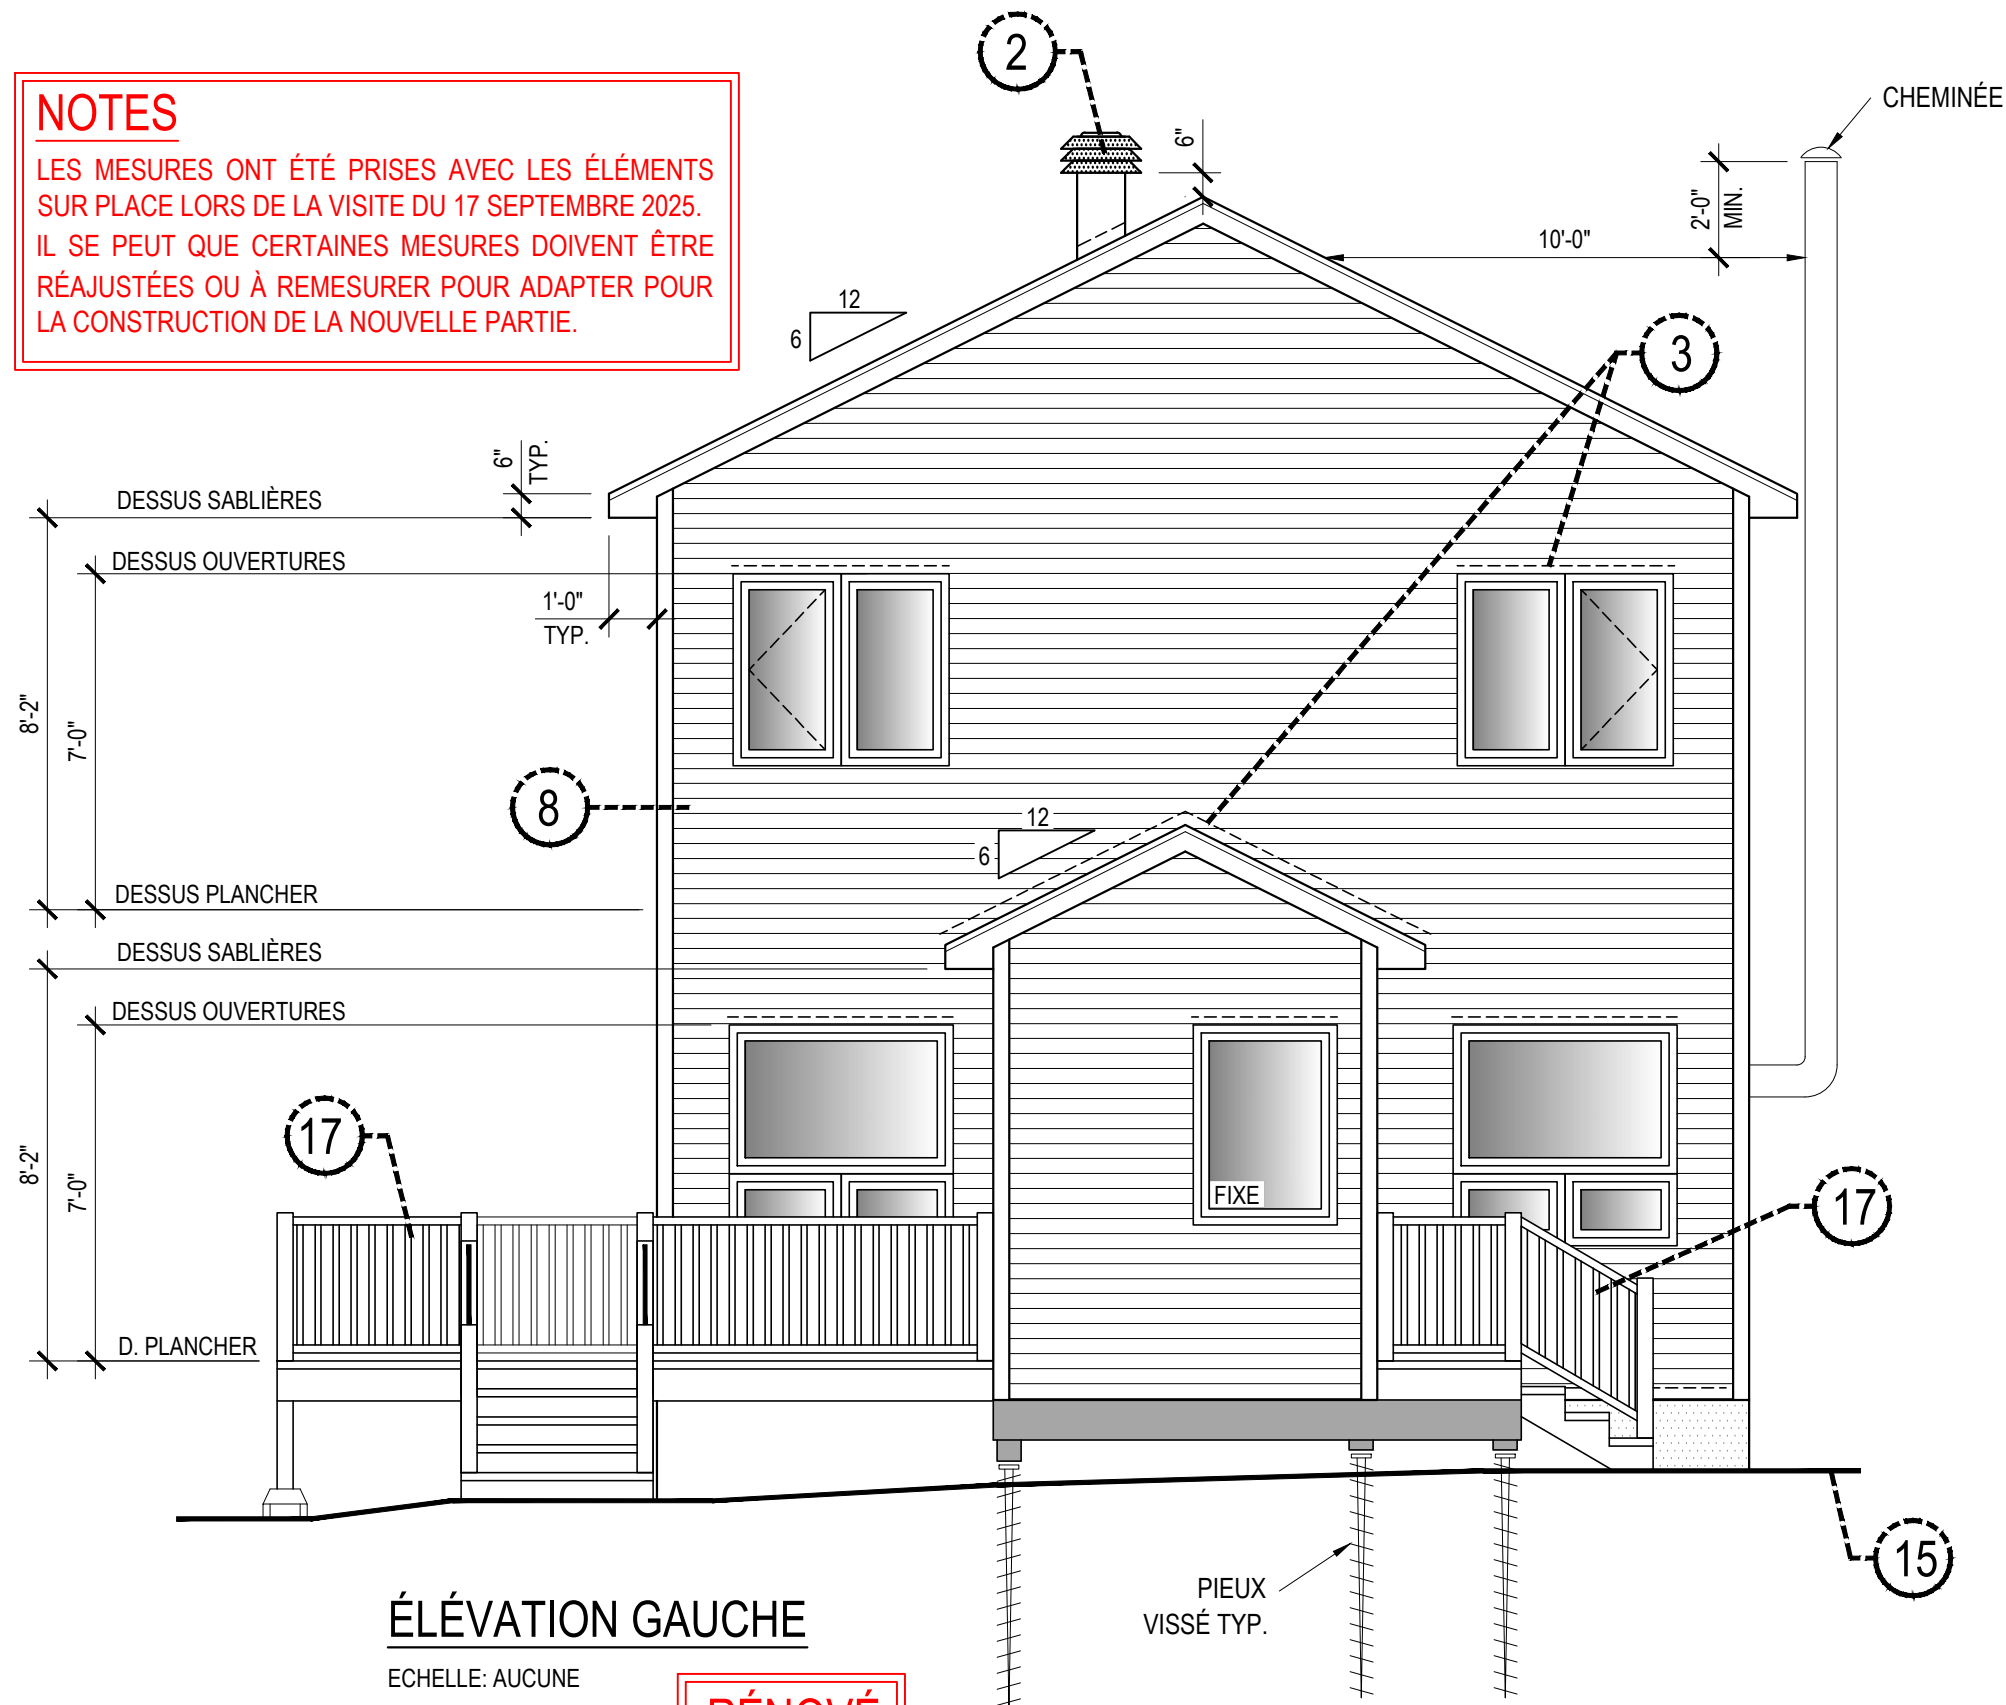 2
CHEMINÉE
NOTES
LES MESURES ONT ÉTÉ PRISES AVEC LES ÉLÉMENTS
SUR PLACE LORS DE LA VISITE DU 17 SEPTEMBRE 2025.
IL SE PEUT QUE CERTAINES MESURES DOIVENT ÊTRE
RÉAJUSTÉES OU À REMESURER POUR ADAPTER POUR
LA CONSTRUCTION DE LA NOUVELLE PARTIE.
6"
2'-0"
MIN.
10'-0"
12
6
3
6"
TYP.
DESSUS SABLIÈRES
DESSUS OUVERTURES
1'-0"
TYP.
8'-2"
7'-0"
8
12
6
DESSUS PLANCHER
DESSUS SABLIÈRES
DESSUS OUVERTURES
17
8'-2"
7'-0"
FIXE
17
D. PLANCHER
15
PIEUX
VISSÉ TYP.
ÉLÉVATION GAUCHE
ECHELLE: AUCUNE
RÉNOVÉ